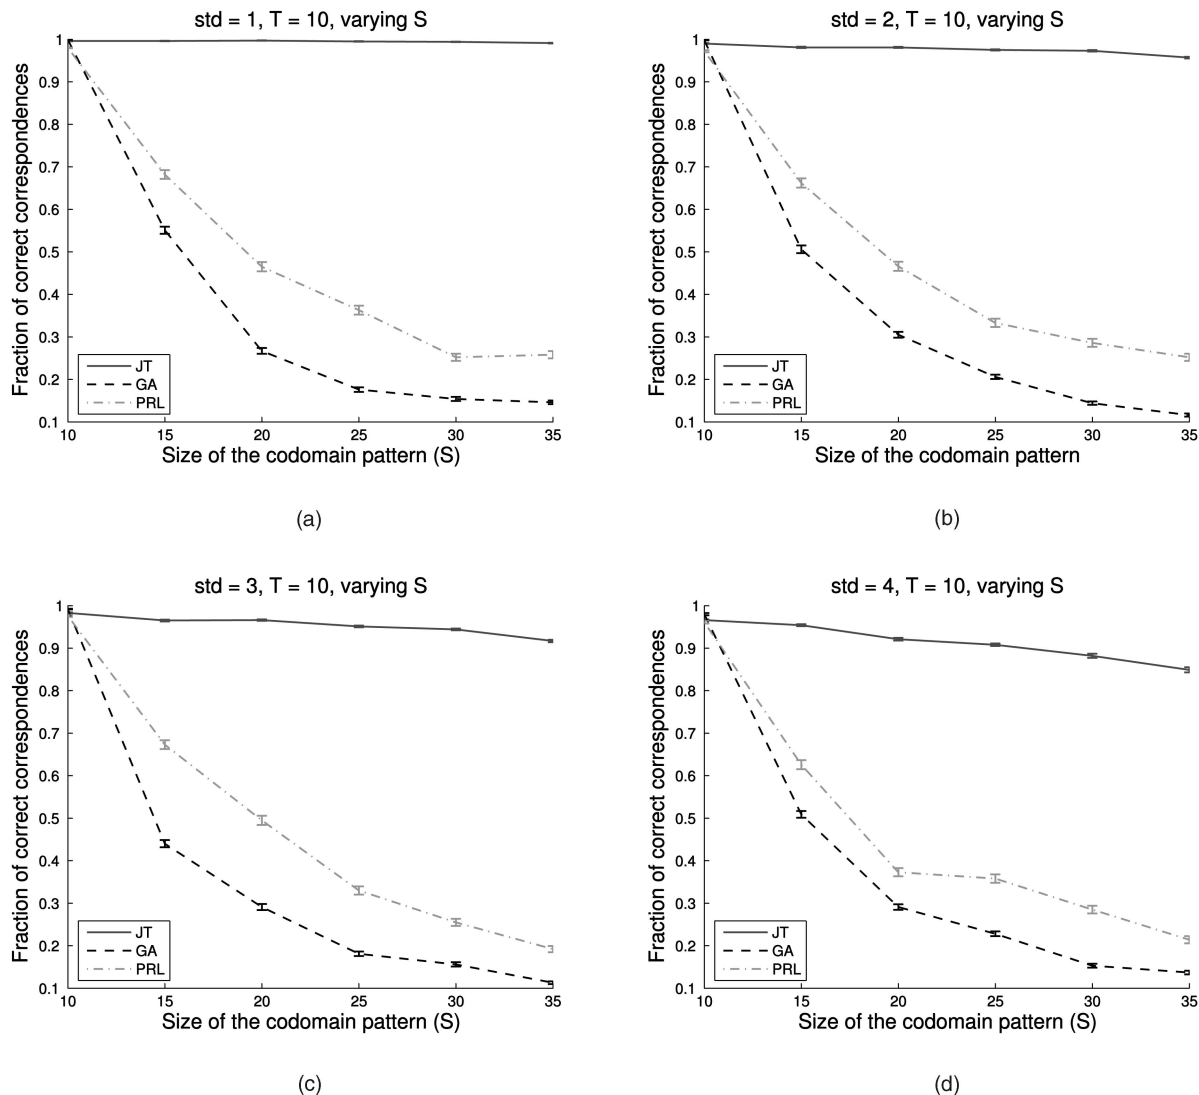 std = 1, T = 10, varying S
Fraction of correct correspondences
1
0.9
0.8
0.7
0.6
0.5
0.4
0.3
0.2
0.1
JT
GA
PRL
10 15 20 25 30 35
Size of the codomain pattern (S)
(a)
std = 2, T = 10, varying S
Fraction of correct correspondences
1
0.9
0.8
0.7
0.6
0.5
0.4
0.3
0.2
0.1
JT
GA
PRL
10 15 20 25 30 35
Size of the codomain pattern
(b)
std = 3, T = 10, varying S
Fraction of correct correspondences
1
0.9
0.8
0.7
0.6
0.5
0.4
0.3
0.2
0.1
JT
GA
PRL
10 15 20 25 30 35
Size of the codomain pattern (S)
(c)
std = 4, T = 10, varying S
Fraction of correct correspondences
1
0.9
0.8
0.7
0.6
0.5
0.4
0.3
0.2
0.1
JT
GA
PRL
10 15 20 25 30 35
Size of the codomain pattern (S)
(d)